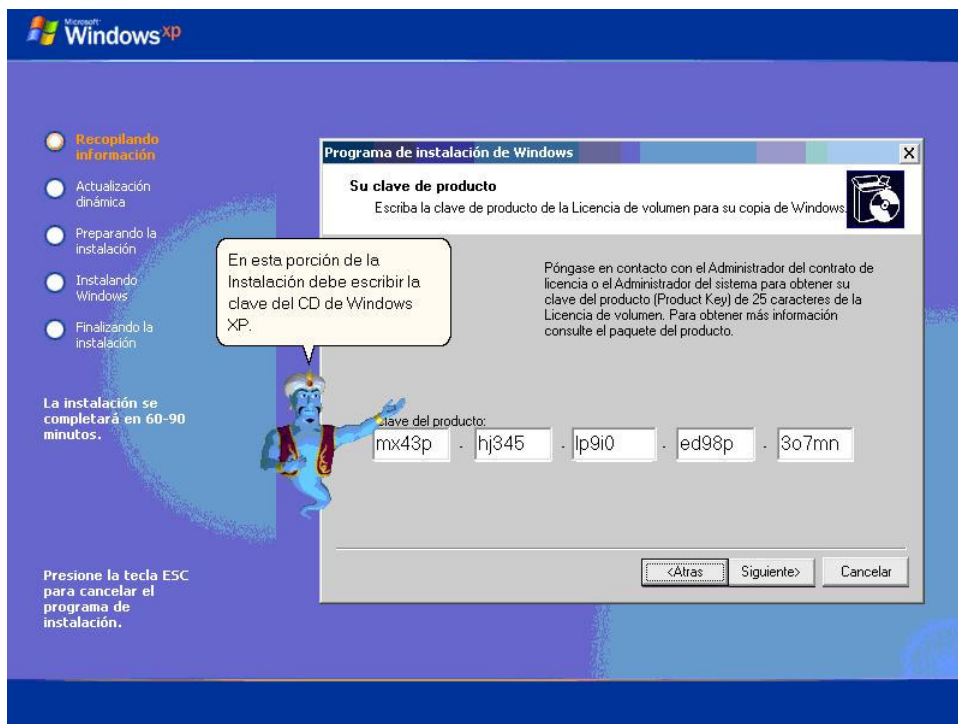 Microsoft
Windows xp
Recopilando
información
Actualización
dinámica
Preparando la
instalación
Instalando
Windows
Finalizando la
instalación
La instalación se
completará en 60-90
minutos.
Presione la tecla ESC
para cancelar el
programa de
instalación.
En esta porción de la
Instalación debe escribir la
clave del CD de Windows
XP.
Programa de instalación de Windows
Su clave de producto
Escriba la clave de producto de la Licencia de volumen para su copia de Windows.
Póngase en contacto con el Administrador del contrato de
licencia o el Administrador del sistema para obtener su
clave del producto (Product Key) de 25 caracteres de la
Licencia de volumen. Para obtener más información
consulte el paquete del producto.
Clave del producto:
mx43p - hj345 - lp9i0 - ed98p - 3o7mn
<Atras Siguiente> Cancelar